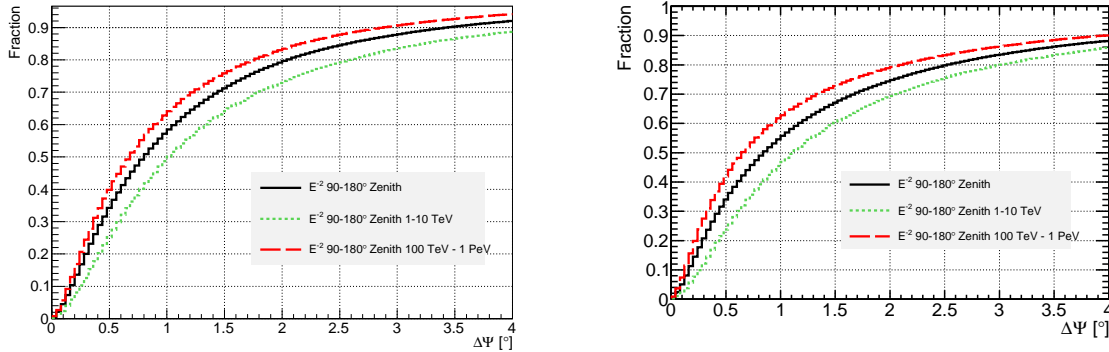 Fraction
0.9
0.8
0.7
0.6
0.5
0.4
0.3
0.2
0.1
0
E⁻² 90-180° Zenith
E⁻² 90-180° Zenith 1-10 TeV
E⁻² 90-180° Zenith 100 TeV - 1 PeV
0 0.5 1 1.5 2 2.5 3 3.5 4
ΔΨ [°]
Fraction
1
0.9
0.8
0.7
0.6
0.5
0.4
0.3
0.2
0.1
0
E⁻² 90-180° Zenith
E⁻² 90-180° Zenith 1-10 TeV
E⁻² 90-180° Zenith 100 TeV - 1 PeV
0 0.5 1 1.5 2 2.5 3 3.5 4
ΔΨ [°]